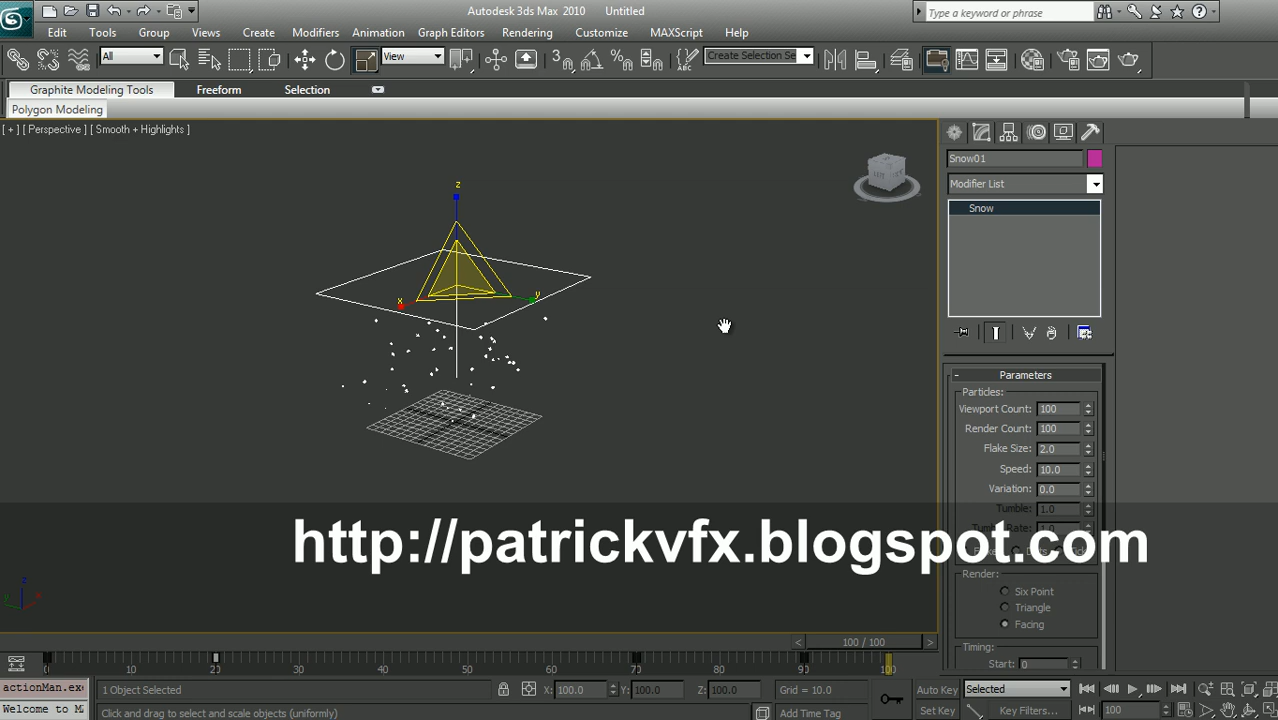 Autodesk 3ds Max 2010 Untitled
Type a keyword or phrase
Edit Tools Group Views Create Modifiers Animation Graph Editors Rendering Customize MAXScript Help
All View Create Selection Se
Graphite Modeling Tools Freeform Selection
Polygon Modeling
[ + ] [ Perspective ] [ Smooth + Highlights ]
z
x
y
Snow01
Modifier List
Snow
- Parameters
Particles:
Viewport Count: 100
Render Count: 100
Flake Size: 2.0
Speed: 10.0
Variation: 0.0
Tumble: 1.0
http://patrickvfx.blogspot.com
Render:
Six Point
Triangle
Facing
Timing:
Start: 0
z
y x
< 100 / 100 >
0 10 20 30 40 50 60 70 80 90 100
actionMan.ex
1 Object Selected X: 100.0 Y: 100.0 Z: 100.0 Grid = 10.0 Auto Key Selected
Welcome to M
Click and drag to select and scale objects (uniformly) Add Time Tag Set Key Key Filters... 100